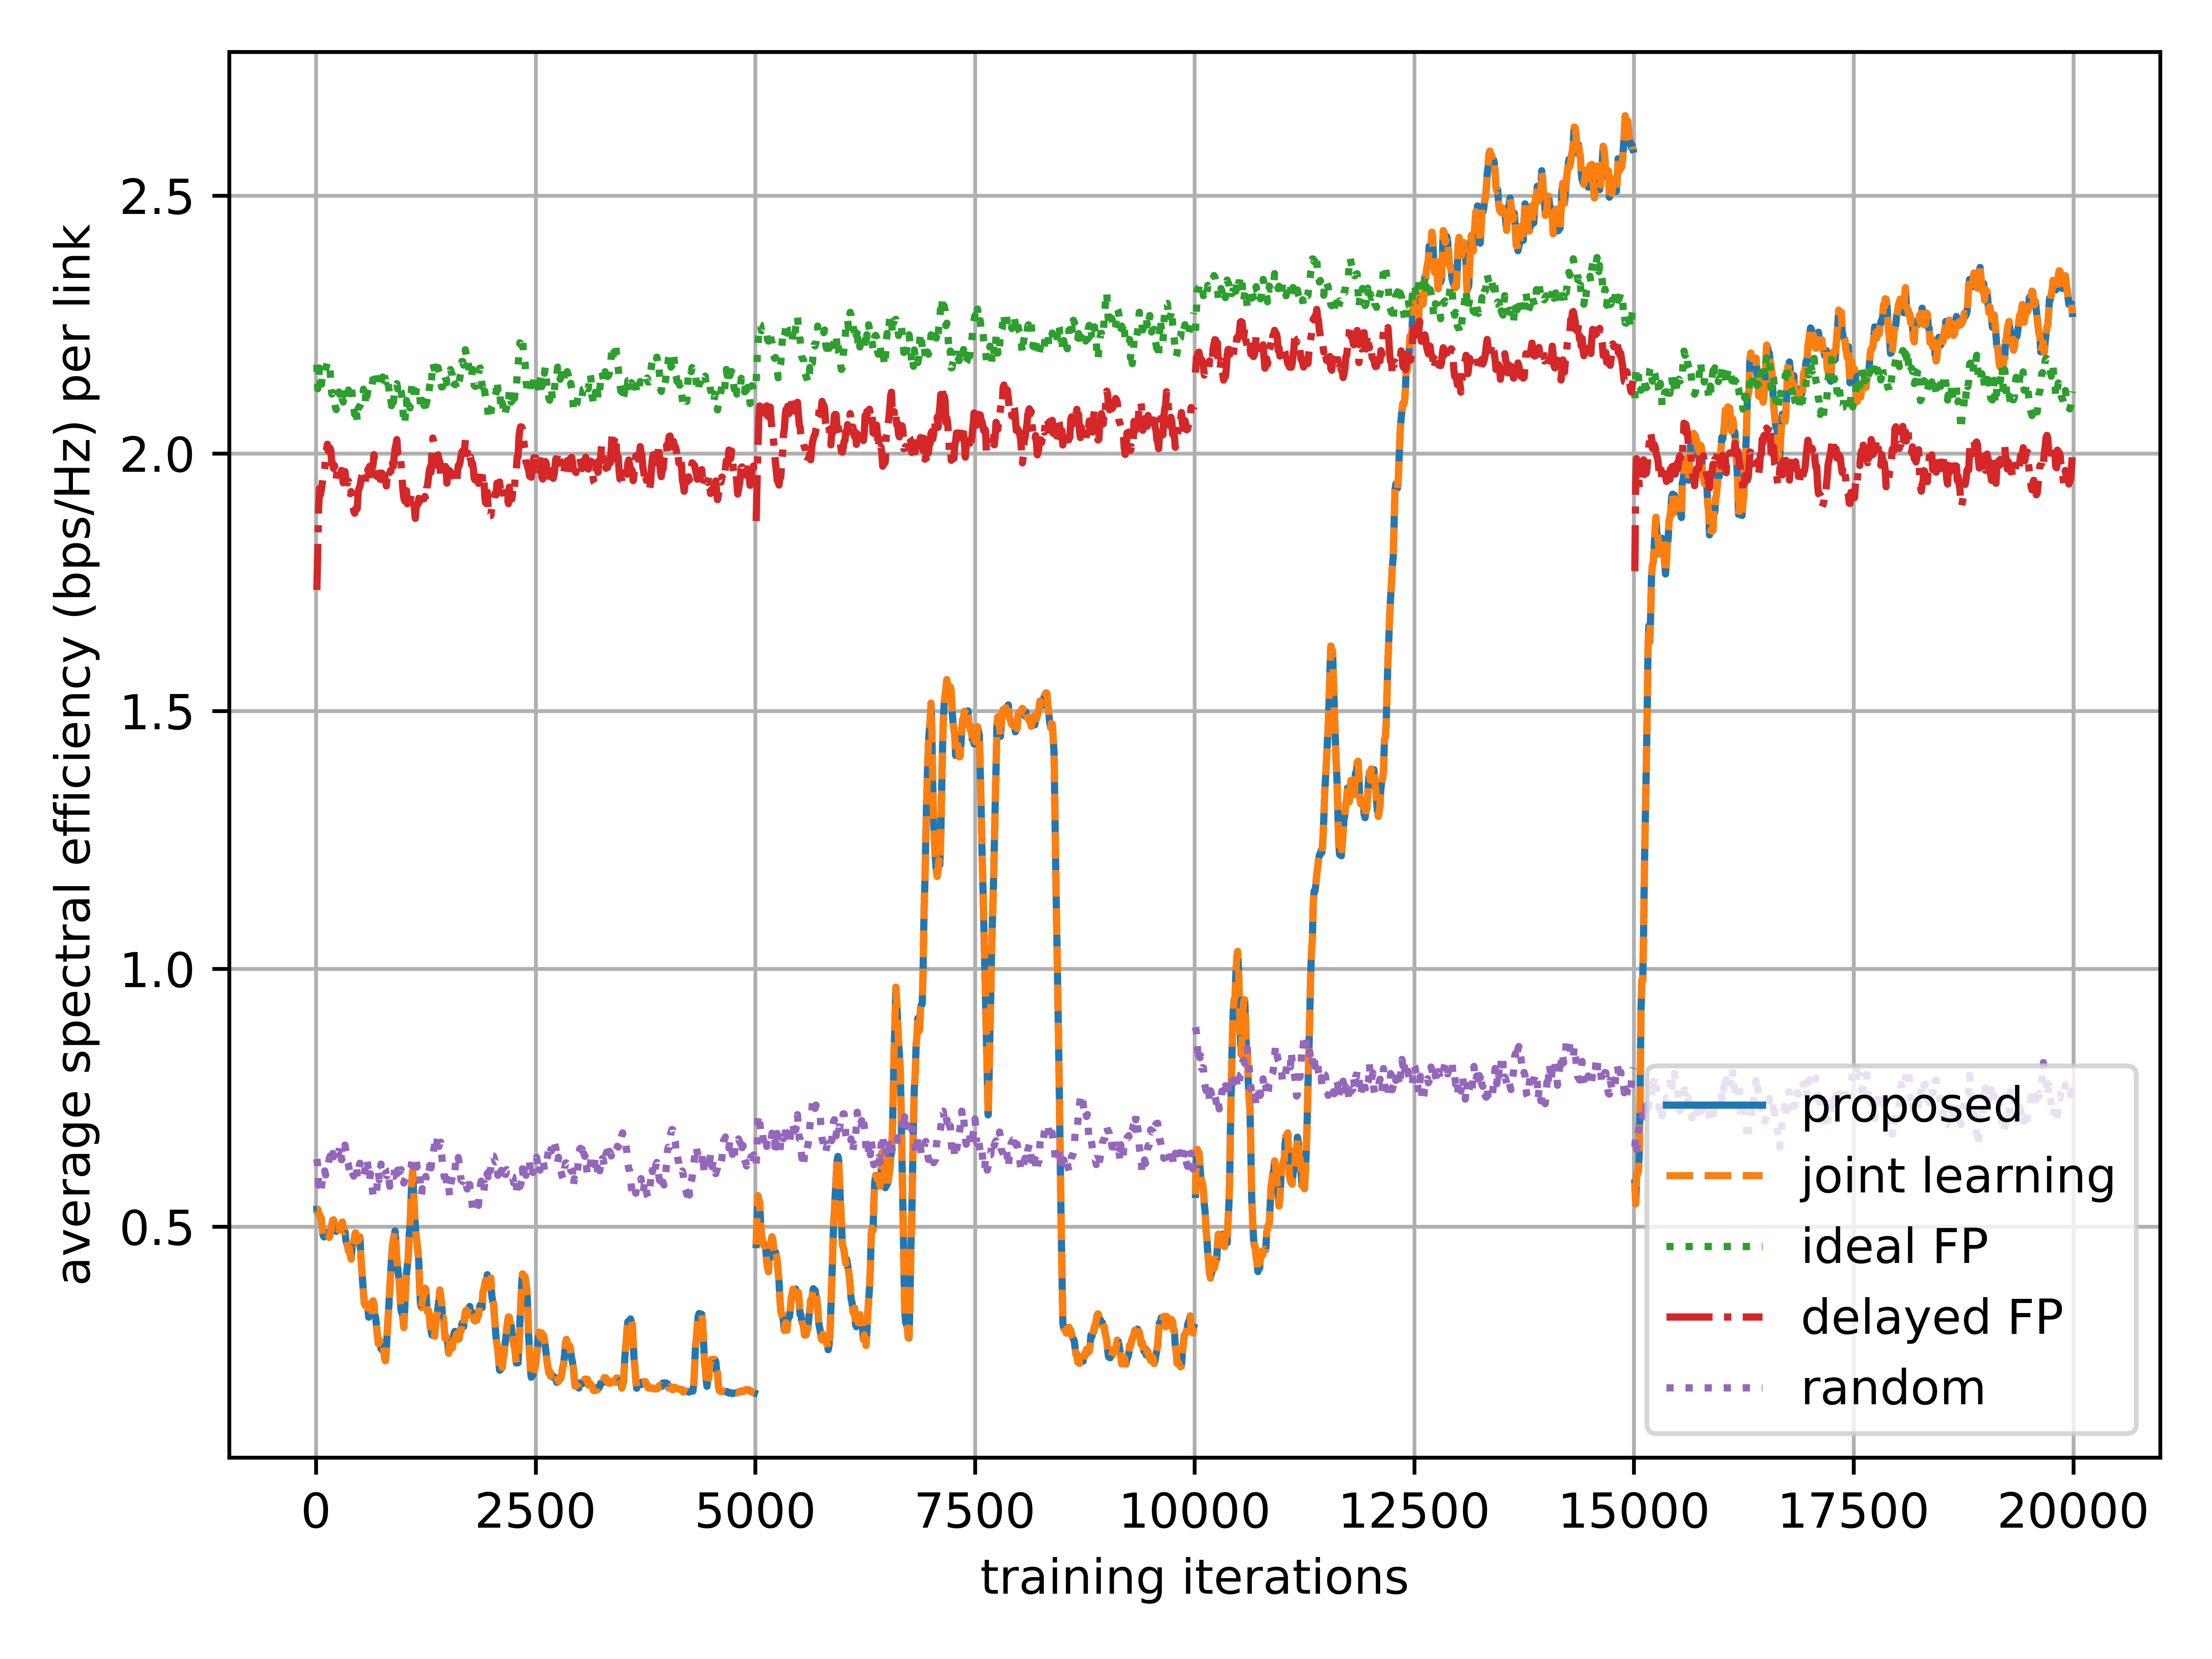 average spectral efficiency (bps/Hz) per link
2.5
2.0
1.5
1.0
0.5
0 2500 5000 7500 10000 12500 15000 17500 20000
training iterations
proposed
joint learning
ideal FP
delayed FP
random